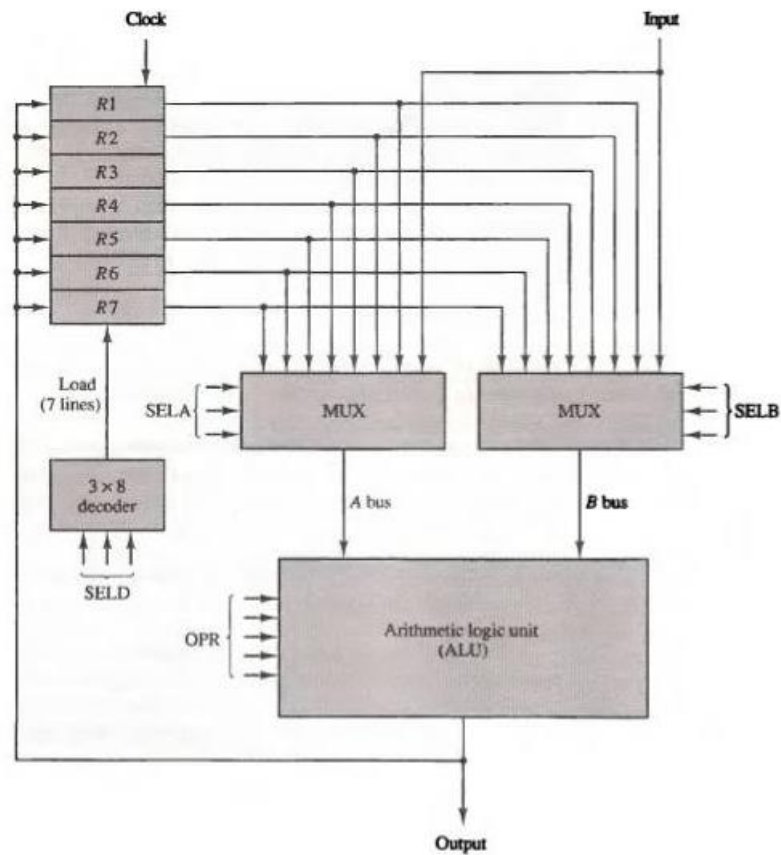 Clock
Input
R1
R2
R3
R4
R5
R6
R7
Load
(7 lines)
SELA
MUX
MUX
SELB
3 × 8
decoder
A bus
B bus
SELD
OPR
Arithmetic logic unit
(ALU)
Output